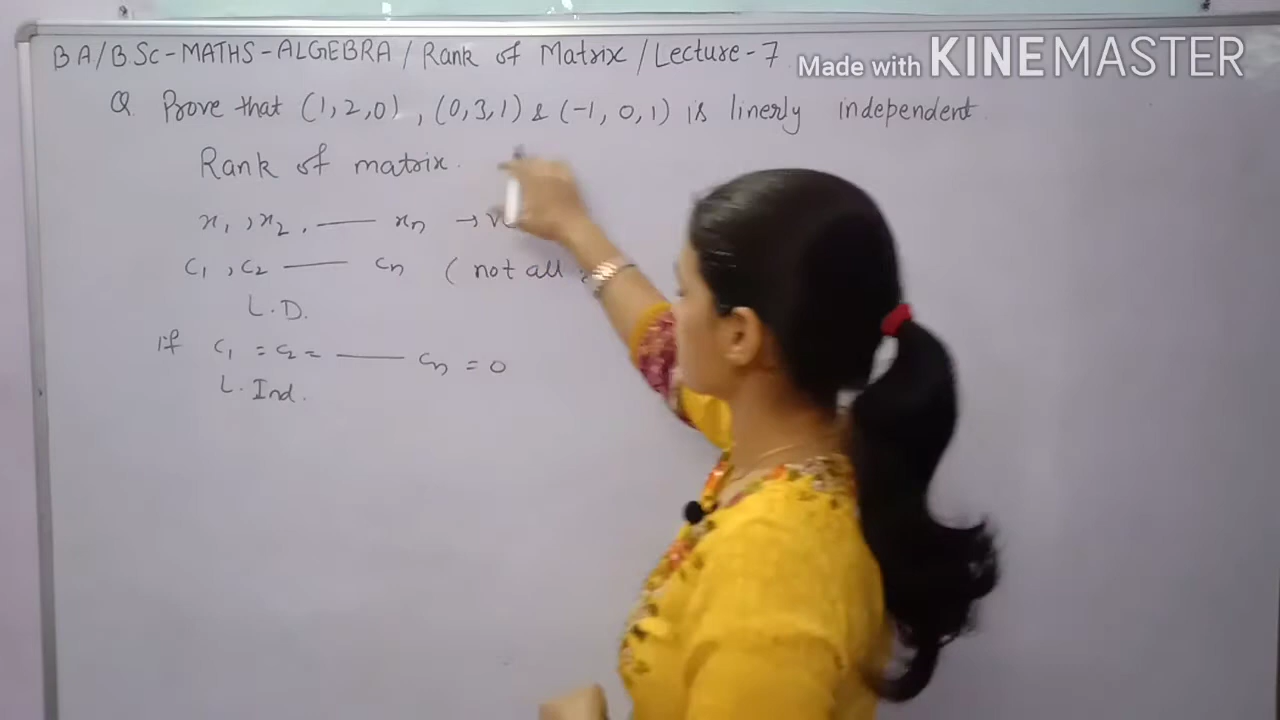 BA/B.Sc-MATHS-ALGEBRA/Rank of Matrix/Lecture-7
Made with KINEMASTER
Q. Prove that (1,2,0), (0,3,1) & (-1,0,1) is linerly independent.
Rank of matrix.
x₁, x₂, —— xₙ →
c₁, c₂ —— cₙ (not all
L.D.
if c₁ = c₂ = —— cₙ = 0
L. Ind.